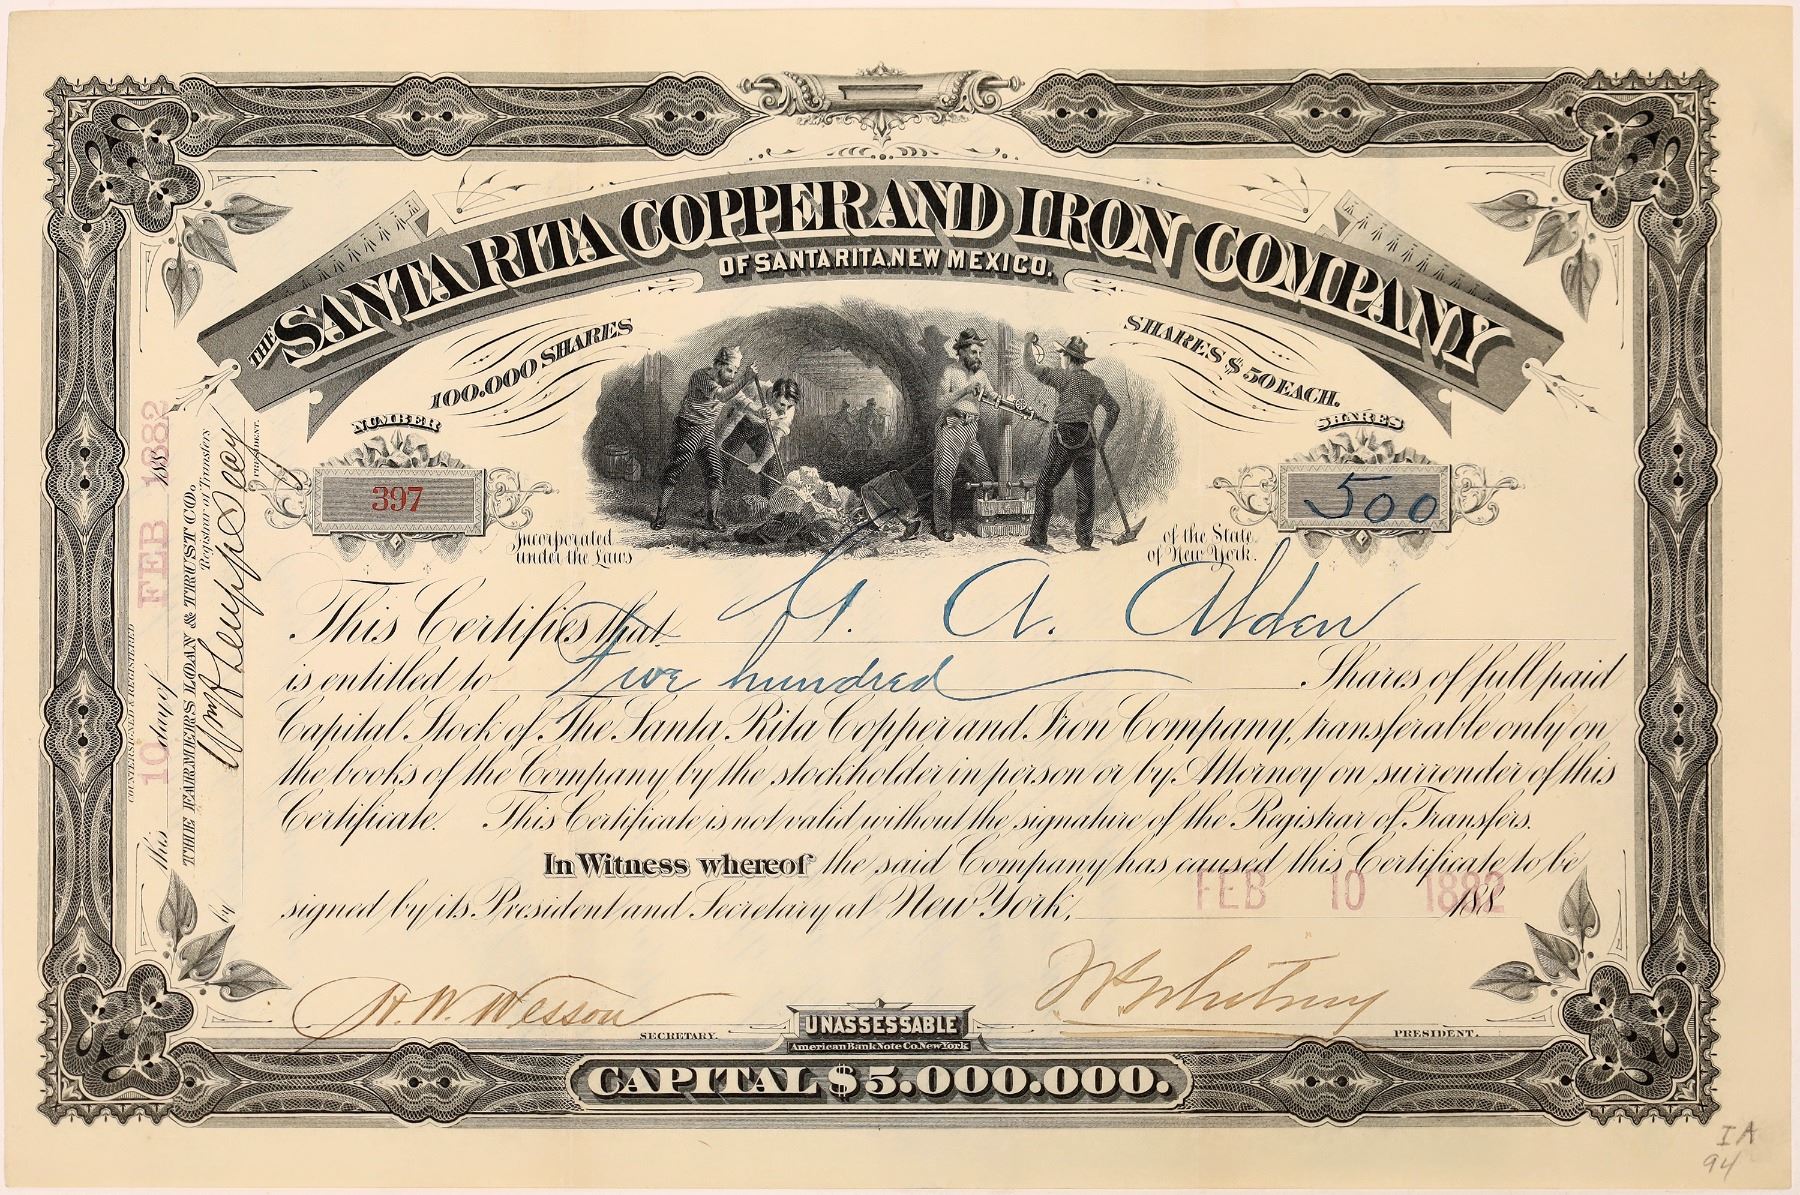 THE SANTA RITA COPPER AND IRON COMPANY
OF SANTA RITA, NEW MEXICO.
100.000 SHARES
SHARES $50 EACH.
NUMBER
397
SHARES
500
Incorporated
under the Laws
of the State
of New York.
This Certifies that G. A. Alden
is entitled to Five hundred Shares of full paid
Capital Stock of The Santa Rita Copper and Iron Company, transferable only on
the books of the Company by the stockholder in person or by Attorney on surrender of this
Certificate. This Certificate is not valid without the signature of the Registrar of Transfers.
In Witness whereof the said Company has caused this Certificate to be
signed by its President and Secretary at New York, FEB 10 1882 188
H. W. Wesson
SECRETARY.
Whitney
PRESIDENT.
UNASSESSABLE
American Bank Note Co. New York
CAPITAL $5.000.000.
COUNTERSIGNED & REGISTERED
this 10 day of FEB 1882 188
THE FARMERS LOAN & TRUST CO.
Registrar of Transfers
by
PRESIDENT.
IA
94